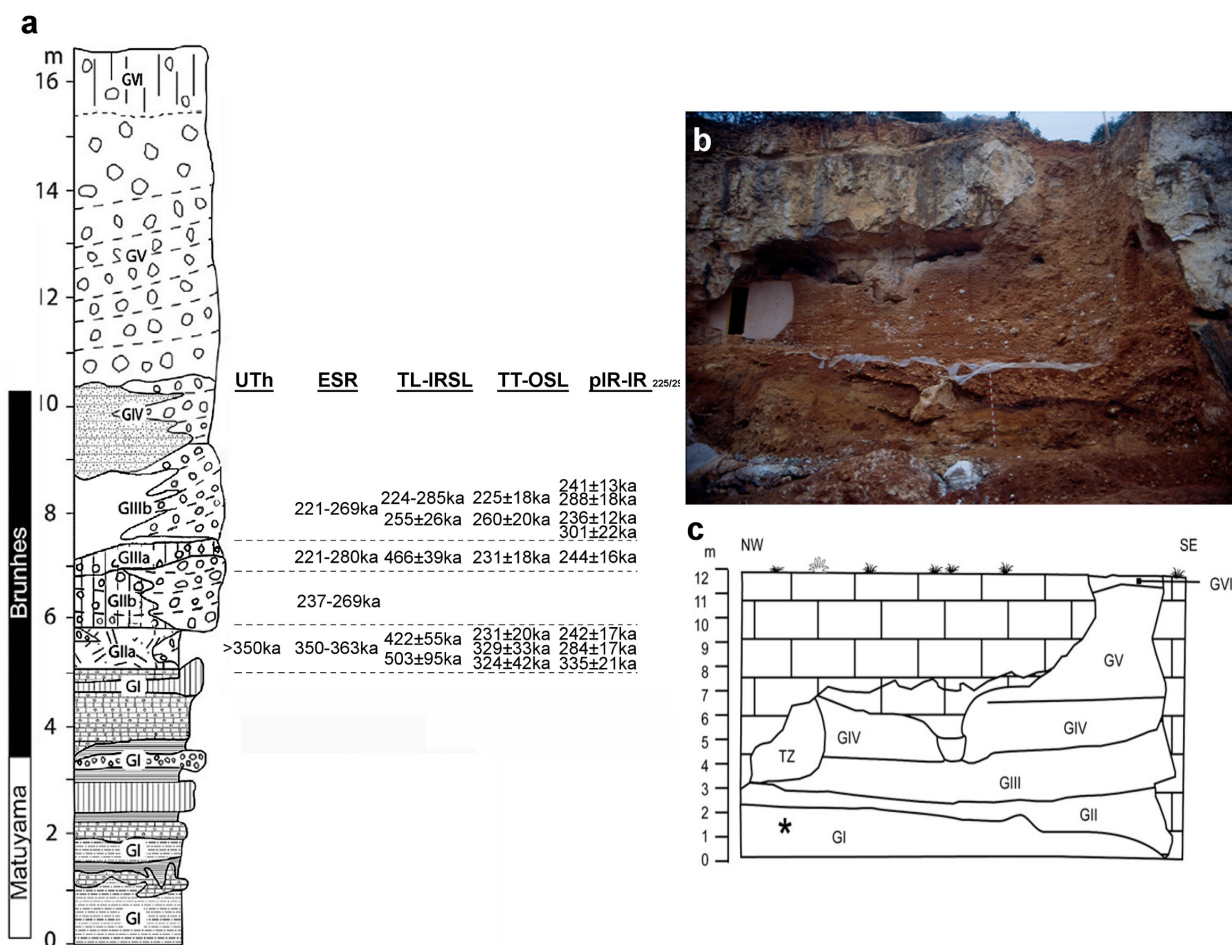 a
m
16
14
12
10
8
6
4
2
0
Brunhes
Matuyama
GVI
GV
GIV
GIIIb
GIIIa
GIIb
GIIa
GI
GI
GI
GI
UTh ESR TL-IRSL TT-OSL pIR-IR
221-269ka 224-285ka 225±18ka 241±13ka
288±18ka
255±26ka 260±20ka 236±12ka
301±22ka
221-280ka 466±39ka 231±18ka 244±16ka
237-269ka
>350ka 350-363ka 422±55ka 231±20ka 242±17ka
329±33ka 284±17ka
503±95ka 324±42ka 335±21ka
b
c
m NW SE
12
11
10
9
8
7
6
5
4
3
2
1
0
GVI
GV
GIV
GIV
TZ
GIII
GII
*
GI